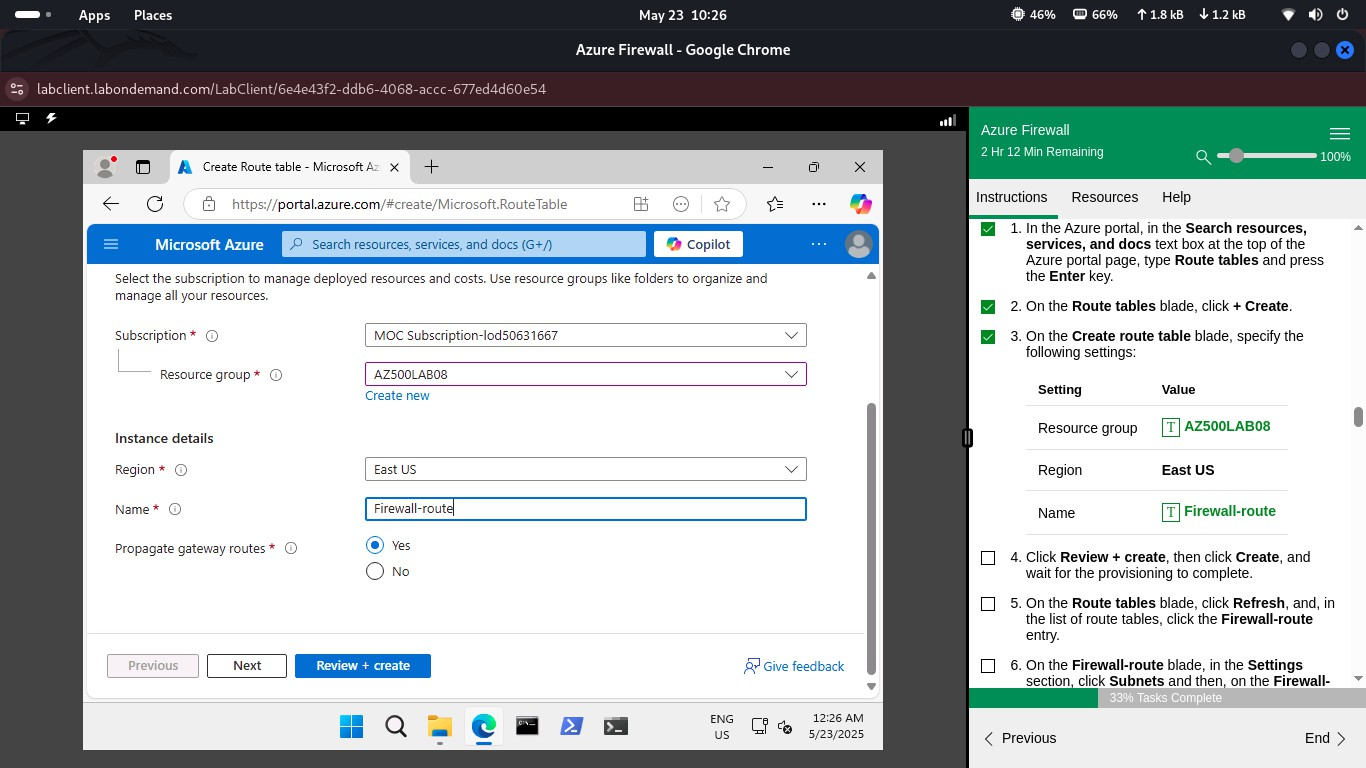 Apps Places May 23 10:26 46% 66% 1.8 kB 1.2 kB
Azure Firewall - Google Chrome
labclient.labondemand.com/LabClient/6e4e43f2-ddb6-4068-accc-677ed4d60e54
Create Route table - Microsoft Az
https://portal.azure.com/#create/Microsoft.RouteTable
Microsoft Azure
Search resources, services, and docs (G+/)
Copilot
Select the subscription to manage deployed resources and costs. Use resource groups like folders to organize and
manage all your resources.
Subscription *
MOC Subscription-lod50631667
Resource group *
AZ500LAB08
Create new
Instance details
Region *
East US
Name *
Firewall-route
Propagate gateway routes *
Yes
No
Previous
Next
Review + create
Give feedback
ENG
US
12:26 AM
5/23/2025
Azure Firewall
2 Hr 12 Min Remaining
100%
Instructions Resources Help
1. In the Azure portal, in the Search resources,
services, and docs text box at the top of the
Azure portal page, type Route tables and press
the Enter key.
2. On the Route tables blade, click + Create.
3. On the Create route table blade, specify the
following settings:
Setting Value
Resource group T AZ500LAB08
Region East US
Name T Firewall-route
4. Click Review + create, then click Create, and
wait for the provisioning to complete.
5. On the Route tables blade, click Refresh, and, in
the list of route tables, click the Firewall-route
entry.
6. On the Firewall-route blade, in the Settings
section, click Subnets and then, on the Firewall-
33% Tasks Complete
Previous
End